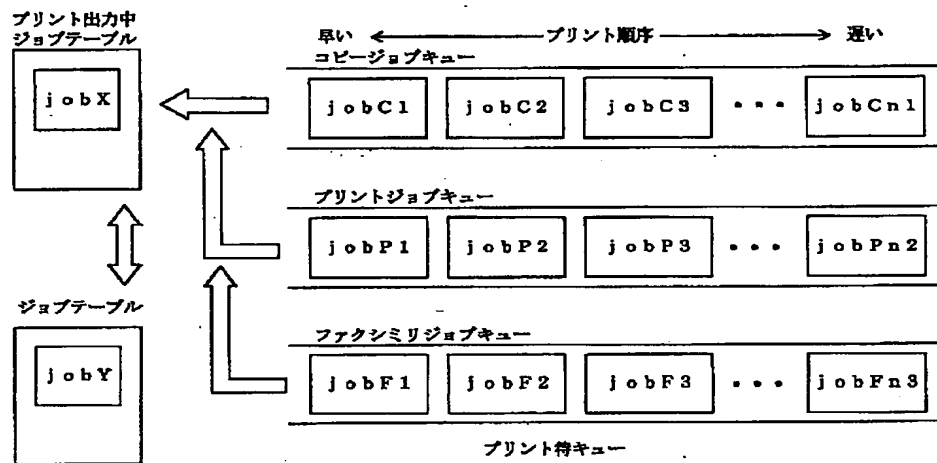 プリント出力中
ジョブテーブル
jobX
早い ← プリント順序 → 遅い
コピージョブキュー
jobC1 jobC2 jobC3 ・・・ jobCn1
プリントジョブキュー
jobP1 jobP2 jobP3 ・・・ jobPn2
ジョブテーブル
jobY
ファクシミリジョブキュー
jobF1 jobF2 jobF3 ・・・ jobFn3
プリント待キュー